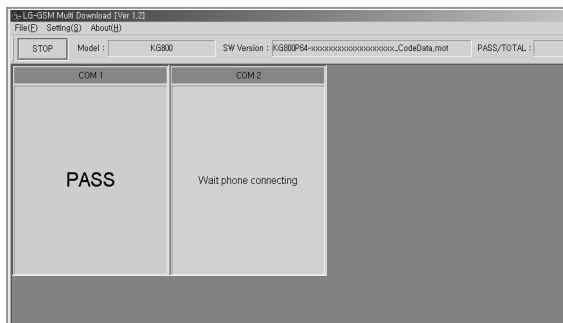 LG-GSM Multi Download [Ver 1,2]
File(F) Setting(S) About(H)
STOP Model : KG800 SW Version : KG800P64-xxxxxxxxxxxxxxxxxxxx_CodeData,mot PASS/TOTAL :
COM 1 COM 2
PASS Wait phone connecting